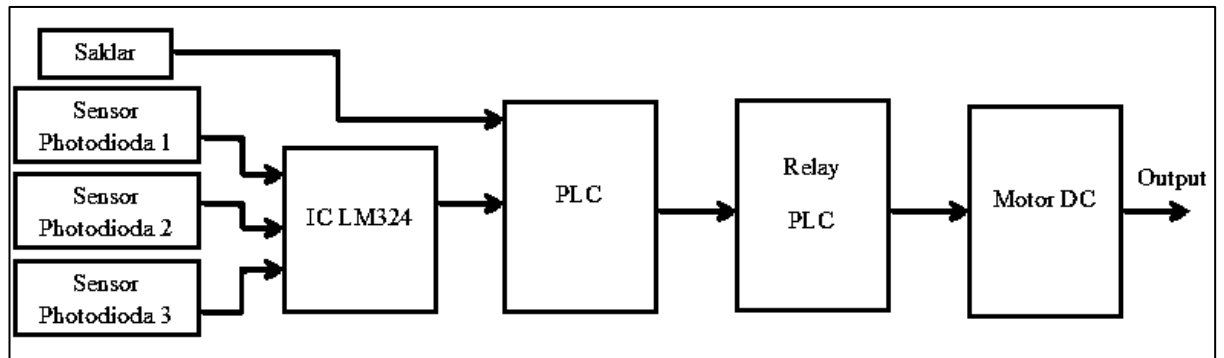 Saklar
Sensor
Photodioda 1
Sensor
Photodioda 2
Sensor
Photodioda 3
IC LM324
PLC
Relay
PLC
Motor DC
Output